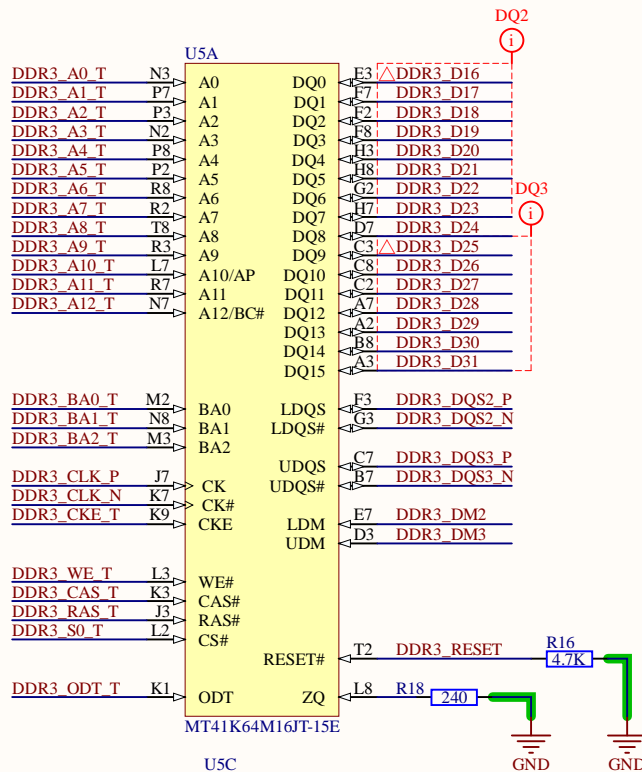 DQ2
i
U5A
DDR3_A0_T N3 A0 DQ0 E3 DDR3_D16
DDR3_A1_T P7 A1 DQ1 F7 DDR3_D17
DDR3_A2_T P3 A2 DQ2 F2 DDR3_D18
DDR3_A3_T N2 A3 DQ3 F8 DDR3_D19
DDR3_A4_T P8 A4 DQ4 H3 DDR3_D20
DDR3_A5_T P2 A5 DQ5 H8 DDR3_D21
DDR3_A6_T R8 A6 DQ6 G2 DDR3_D22
DQ3
i
DDR3_A7_T R2 A7 DQ7 H7 DDR3_D23
DDR3_A8_T T8 A8 DQ8 D7 DDR3_D24
DDR3_A9_T R3 A9 DQ9 C3 DDR3_D25
DDR3_A10_T L7 A10/AP DQ10 C8 DDR3_D26
DDR3_A11_T R7 A11 DQ11 C2 DDR3_D27
DDR3_A12_T N7 A12/BC# DQ12 A7 DDR3_D28
DQ13 A2 DDR3_D29
DQ14 B8 DDR3_D30
DQ15 A3 DDR3_D31
DDR3_BA0_T M2 BA0 LDQS F3 DDR3_DQS2_P
DDR3_BA1_T N8 BA1 LDQS# G3 DDR3_DQS2_N
DDR3_BA2_T M3 BA2
UDQS C7 DDR3_DQS3_P
DDR3_CLK_P J7 CK UDQS# B7 DDR3_DQS3_N
DDR3_CLK_N K7 CK#
DDR3_CKE_T K9 CKE LDM E7 DDR3_DM2
UDM D3 DDR3_DM3
DDR3_WE_T L3 WE#
DDR3_CAS_T K3 CAS#
DDR3_RAS_T J3 RAS#
DDR3_S0_T L2 CS#
RESET# T2 DDR3_RESET R16
4.7K
DDR3_ODT_T K1 ODT ZQ L8 R18 240
MT41K64M16JT-15E
GND GND
U5C